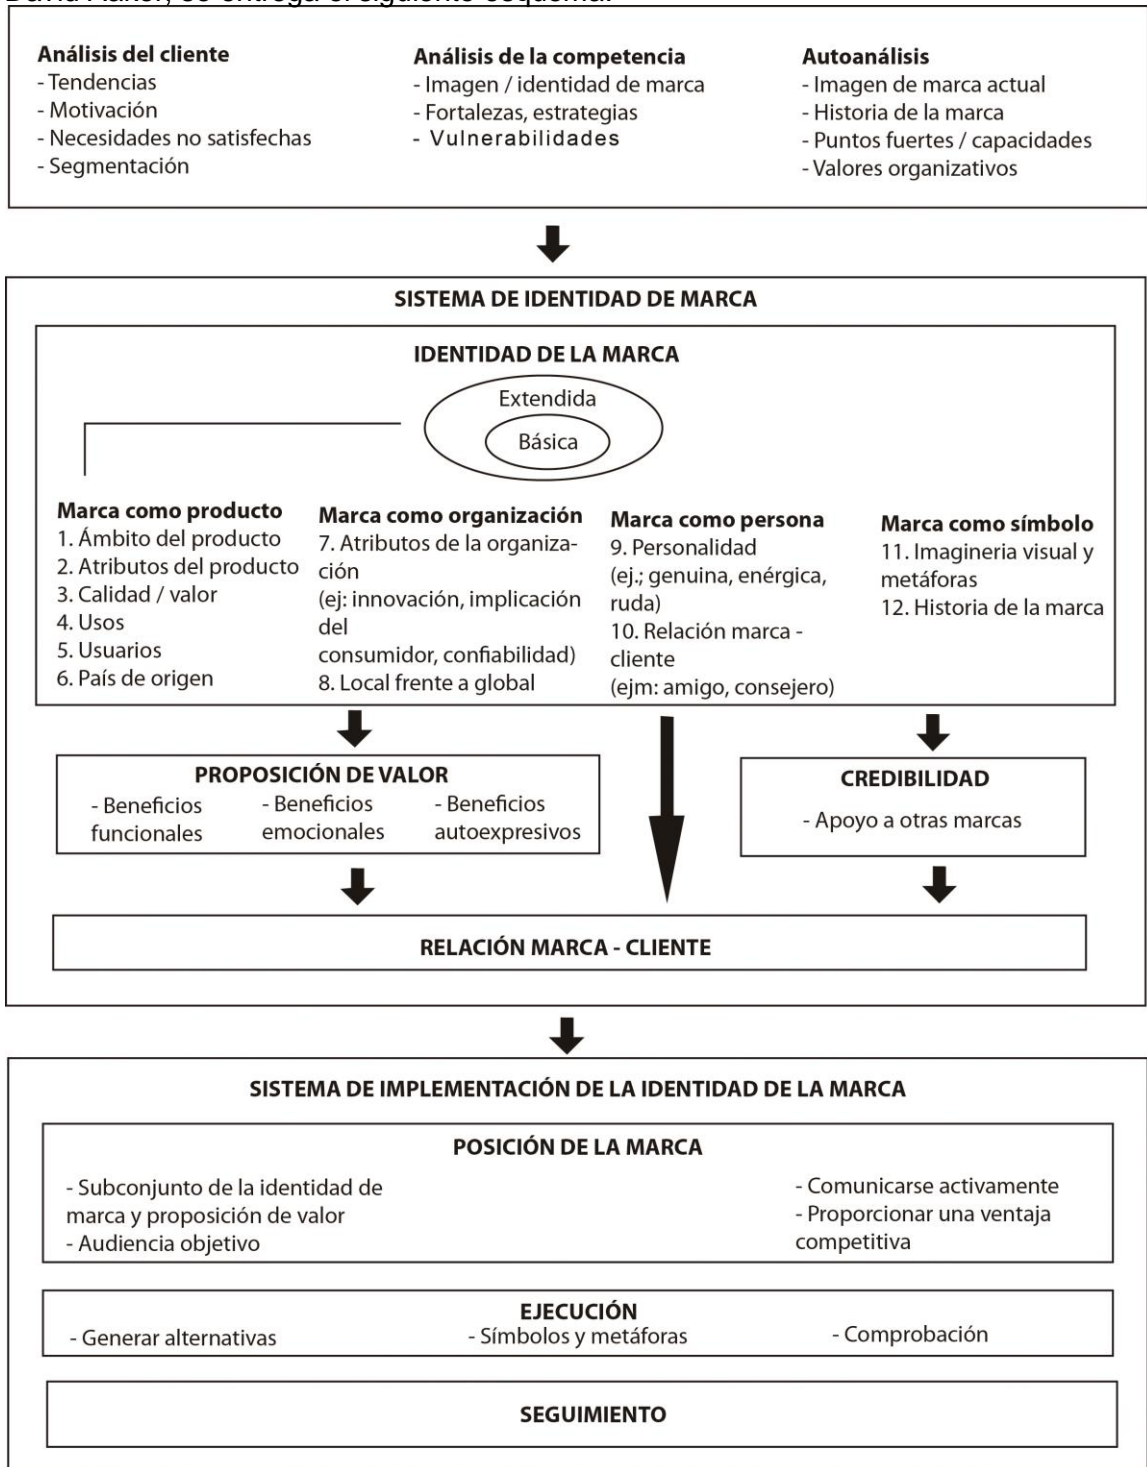 David Aaker, se entrega el siguiente esquema:
Análisis del cliente
- Tendencias
- Motivación
- Necesidades no satisfechas
- Segmentación
Análisis de la competencia
- Imagen / identidad de marca
- Fortalezas, estrategias
- Vulnerabilidades
Autoanálisis
- Imagen de marca actual
- Historia de la marca
- Puntos fuertes / capacidades
- Valores organizativos
SISTEMA DE IDENTIDAD DE MARCA
IDENTIDAD DE LA MARCA
Extendida
Básica
Marca como producto
1. Ámbito del producto
2. Atributos del producto
3. Calidad / valor
4. Usos
5. Usuarios
6. País de origen
Marca como organización
7. Atributos de la organiza-
ción
(ej: innovación, implicación
del
consumidor, confiabilidad)
8. Local frente a global
Marca como persona
9. Personalidad
(ej.; genuina, enérgica,
ruda)
10. Relación marca -
cliente
(ejm: amigo, consejero)
Marca como símbolo
11. Imagineria visual y
metáforas
12. Historia de la marca
PROPOSICIÓN DE VALOR
- Beneficios
funcionales
- Beneficios
emocionales
- Beneficios
autoexpresivos
CREDIBILIDAD
- Apoyo a otras marcas
RELACIÓN MARCA - CLIENTE
SISTEMA DE IMPLEMENTACIÓN DE LA IDENTIDAD DE LA MARCA
POSICIÓN DE LA MARCA
- Subconjunto de la identidad de
marca y proposición de valor
- Audiencia objetivo
- Comunicarse activamente
- Proporcionar una ventaja
competitiva
EJECUCIÓN
- Generar alternativas
- Símbolos y metáforas
- Comprobación
SEGUIMIENTO